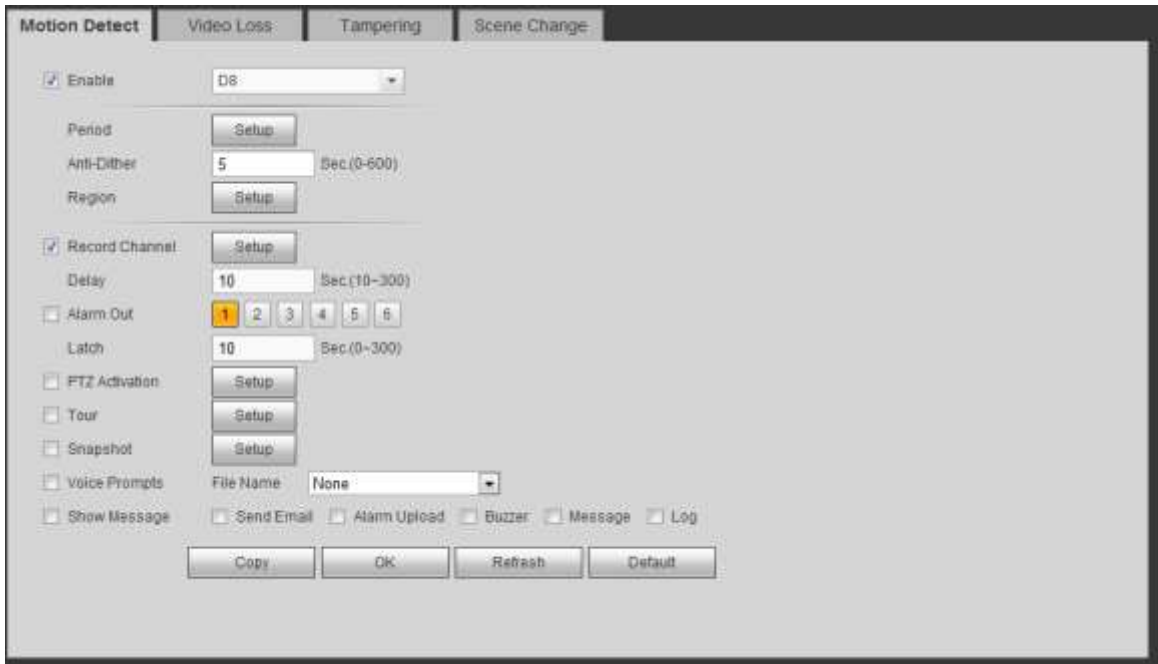 Motion Detect Video Loss Tampering Scene Change
Enable D8
Period Setup
Anti-Dither 5 Sec.(0-600)
Region Setup
Record Channel Setup
Delay 10 Sec.(10~300)
Alarm Out 1 2 3 4 5 6
Latch 10 Sec.(0~300)
PTZ Activation Setup
Tour Setup
Snapshot Setup
Voice Prompts File Name None
Show Message Send Email Alarm Upload Buzzer Message Log
Copy OK Refresh Default